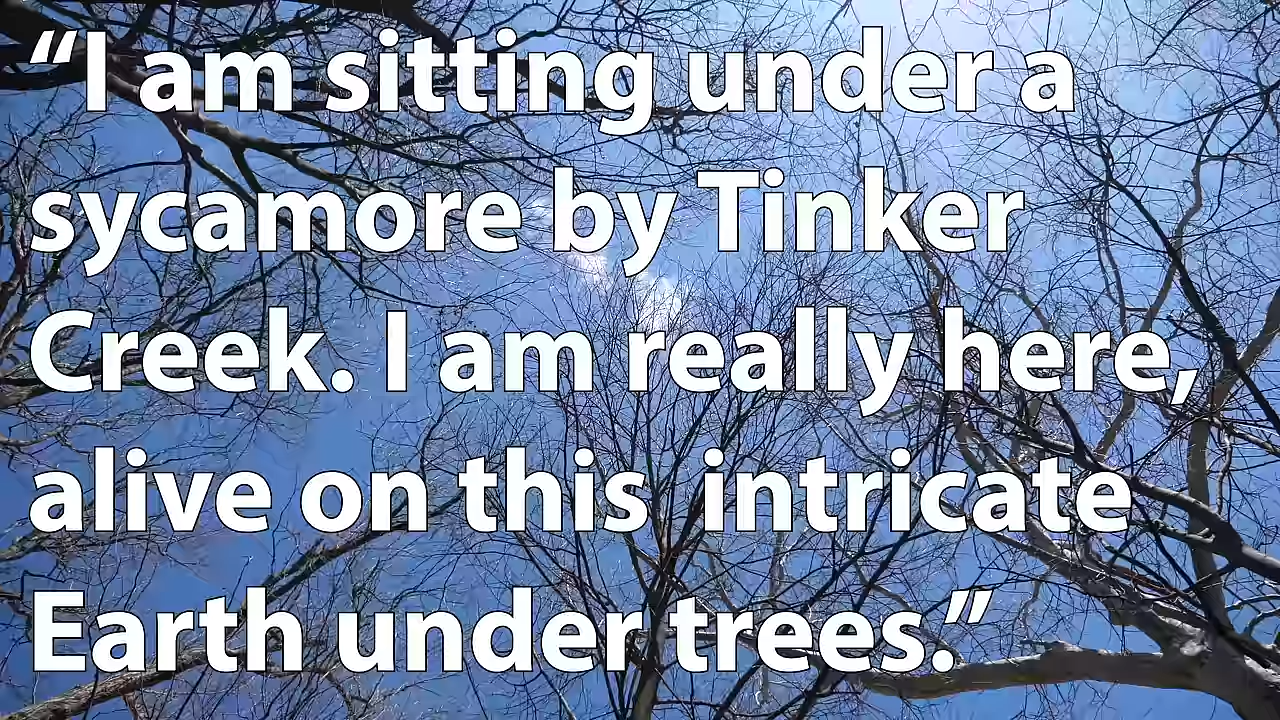 “I am sitting under a
sycamore by Tinker
Creek. I am really here,
alive on this intricate
Earth under trees.”